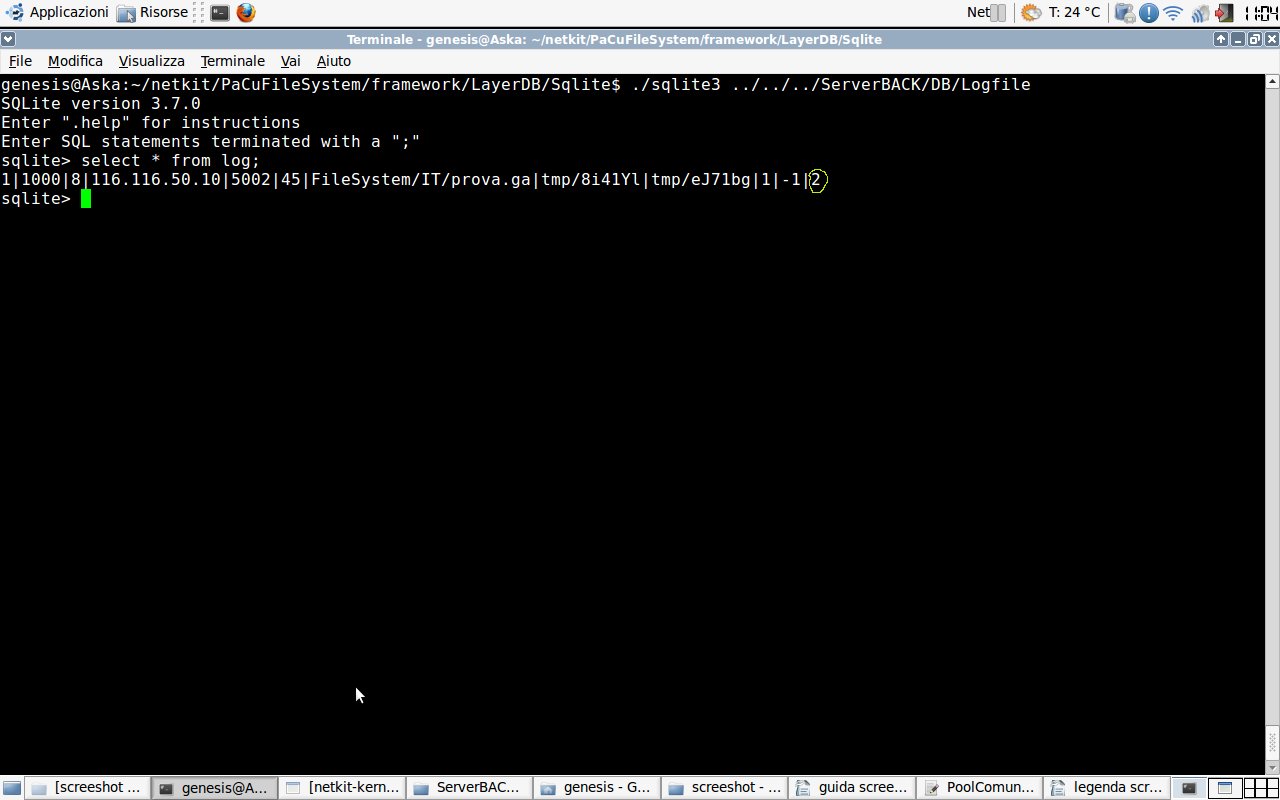 Applicazioni Risorse Net T: 24 °C 11:04
Terminale - genesis@Aska: ~/netkit/PaCuFileSystem/framework/LayerDB/Sqlite
File Modifica Visualizza Terminale Vai Aiuto
genesis@Aska:~/netkit/PaCuFileSystem/framework/LayerDB/Sqlite$ ./sqlite3 ../../../ServerBACK/DB/Logfile
SQLite version 3.7.0
Enter ".help" for instructions
Enter SQL statements terminated with a ";"
sqlite> select * from log;
1|1000|8|116.116.50.10|5002|45|FileSystem/IT/prova.ga|tmp/8i41Yl|tmp/eJ71bg|1|-1|2
sqlite>
[screeshot ... genesis@A... [netkit-kern... ServerBAC... genesis - G... screeshot - ... guida scree... PoolComun... legenda scr...